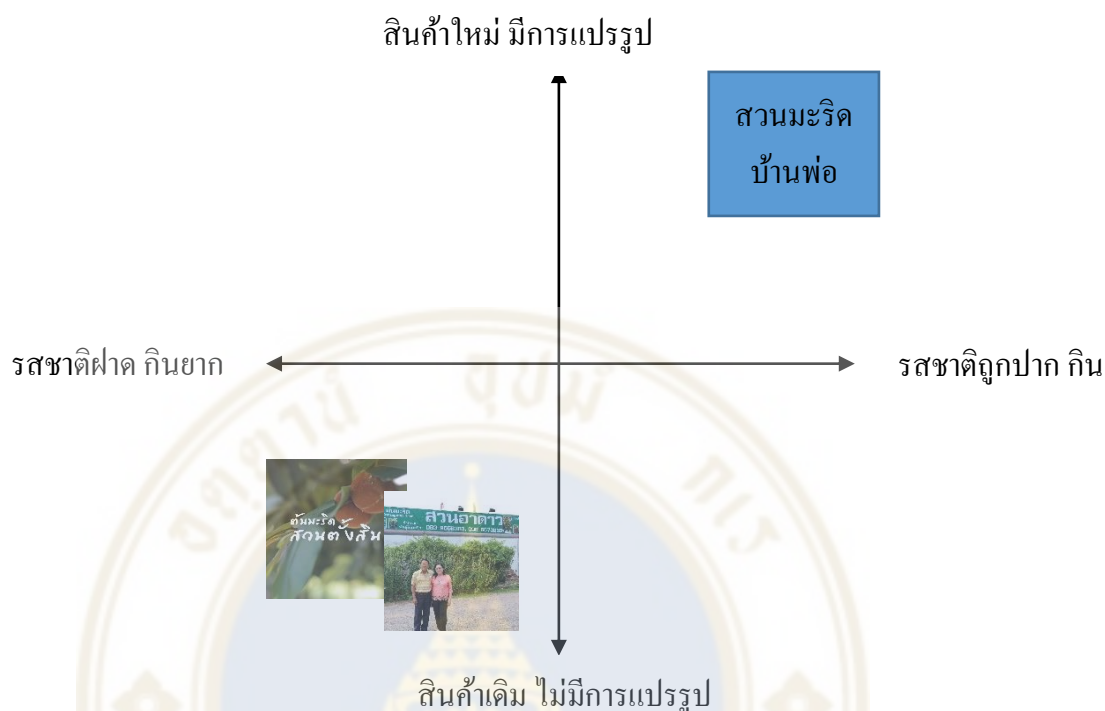 สินค้าใหม่ มีการแปรรูป
สวนมะริด
บ้านพ่อ
รสชาติฝาด กินยาก
รสชาติถูกปาก กิน
ต้นมะริด
สวนตั้งสิน
สวนอาดาว
สินค้าเดิม ไม่มีการแปรรูป